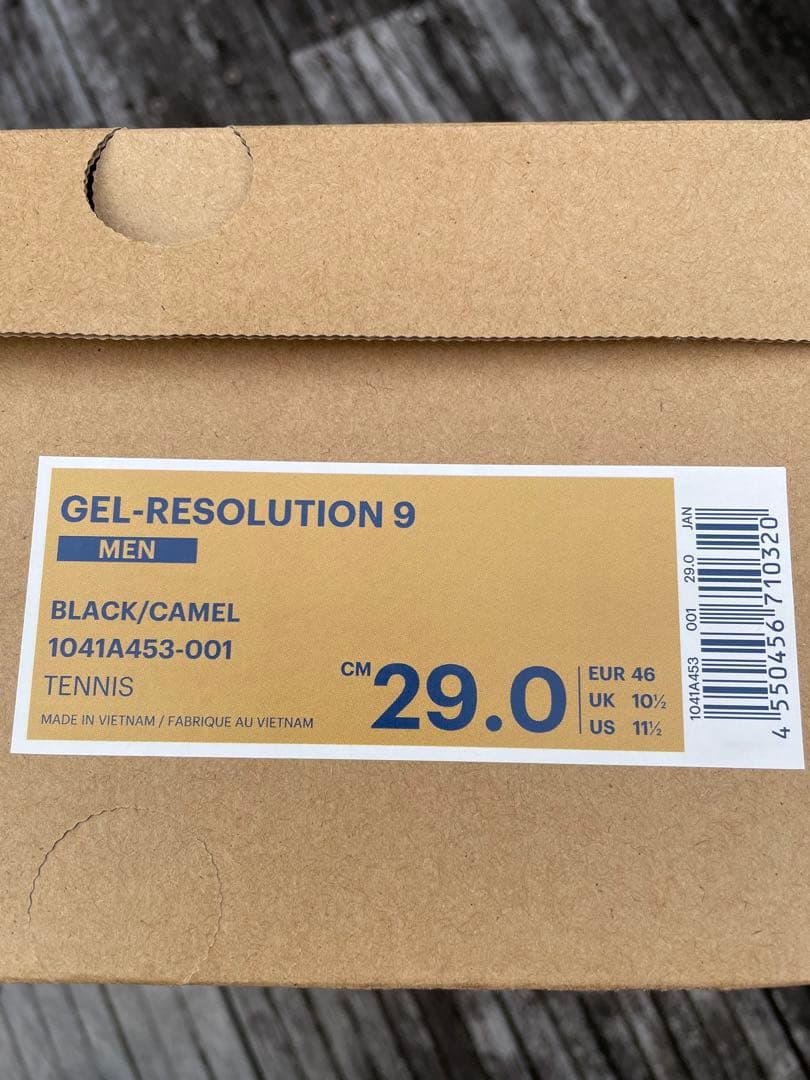 GEL-RESOLUTION 9
MEN
BLACK/CAMEL
1041A453-001
TENNIS
MADE IN VIETNAM / FABRIQUE AU VIETNAM
CM 29.0
EUR 46
UK 10½
US 11½
1041A453 001 29.0 JAN
4 550456 710320